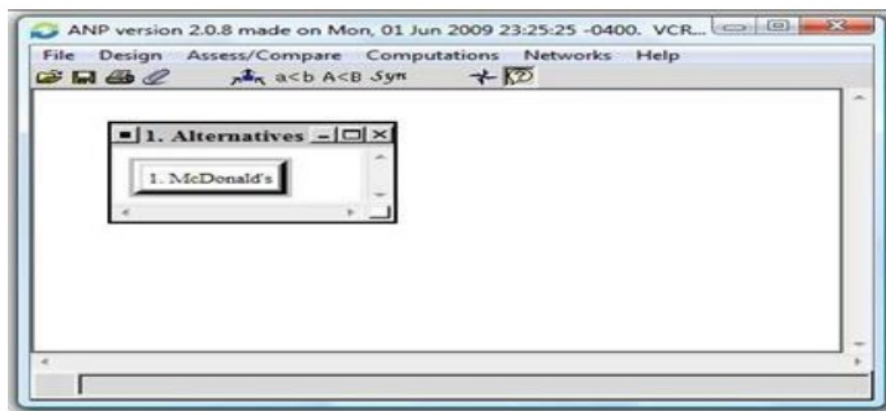 ANP version 2.0.8 made on Mon, 01 Jun 2009 23:25:25 -0400. VCR...
File Design Assess/Compare Computations Networks Help
a<b A<B Syn
1. Alternatives
1. McDonald's